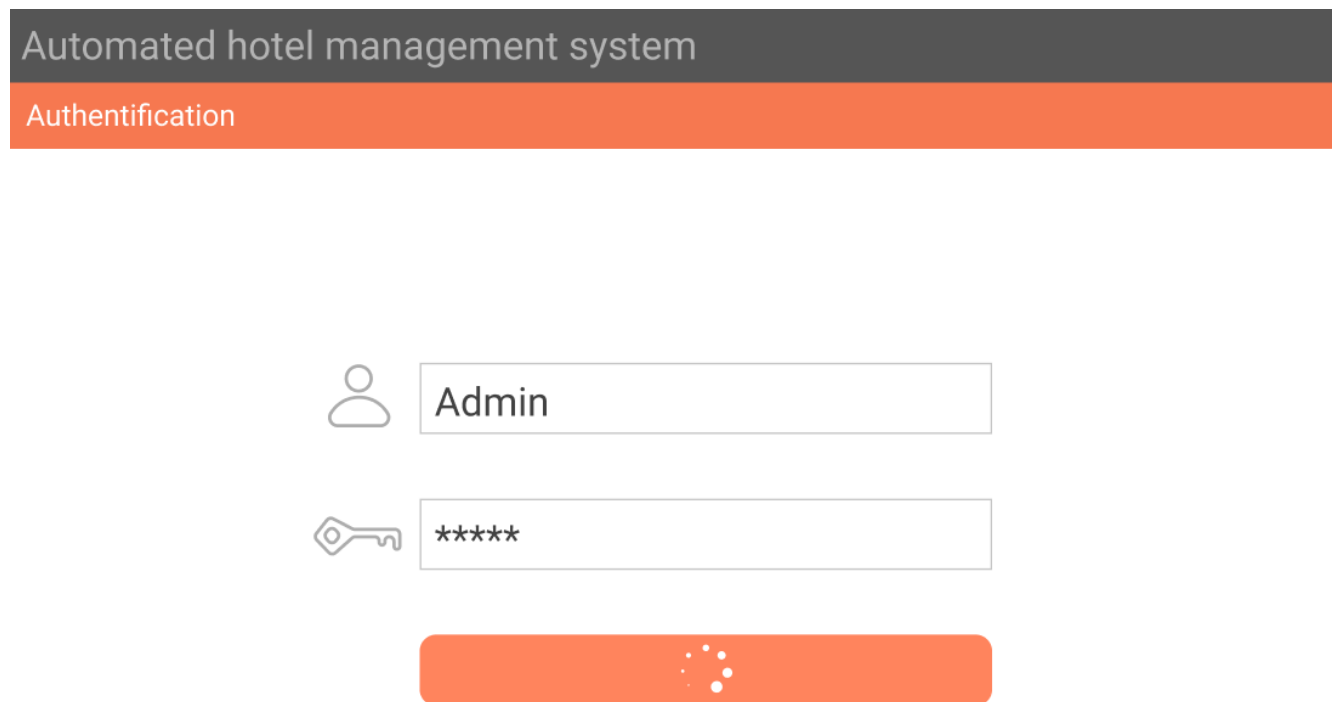 Automated hotel management system
Authentification
Admin
*****